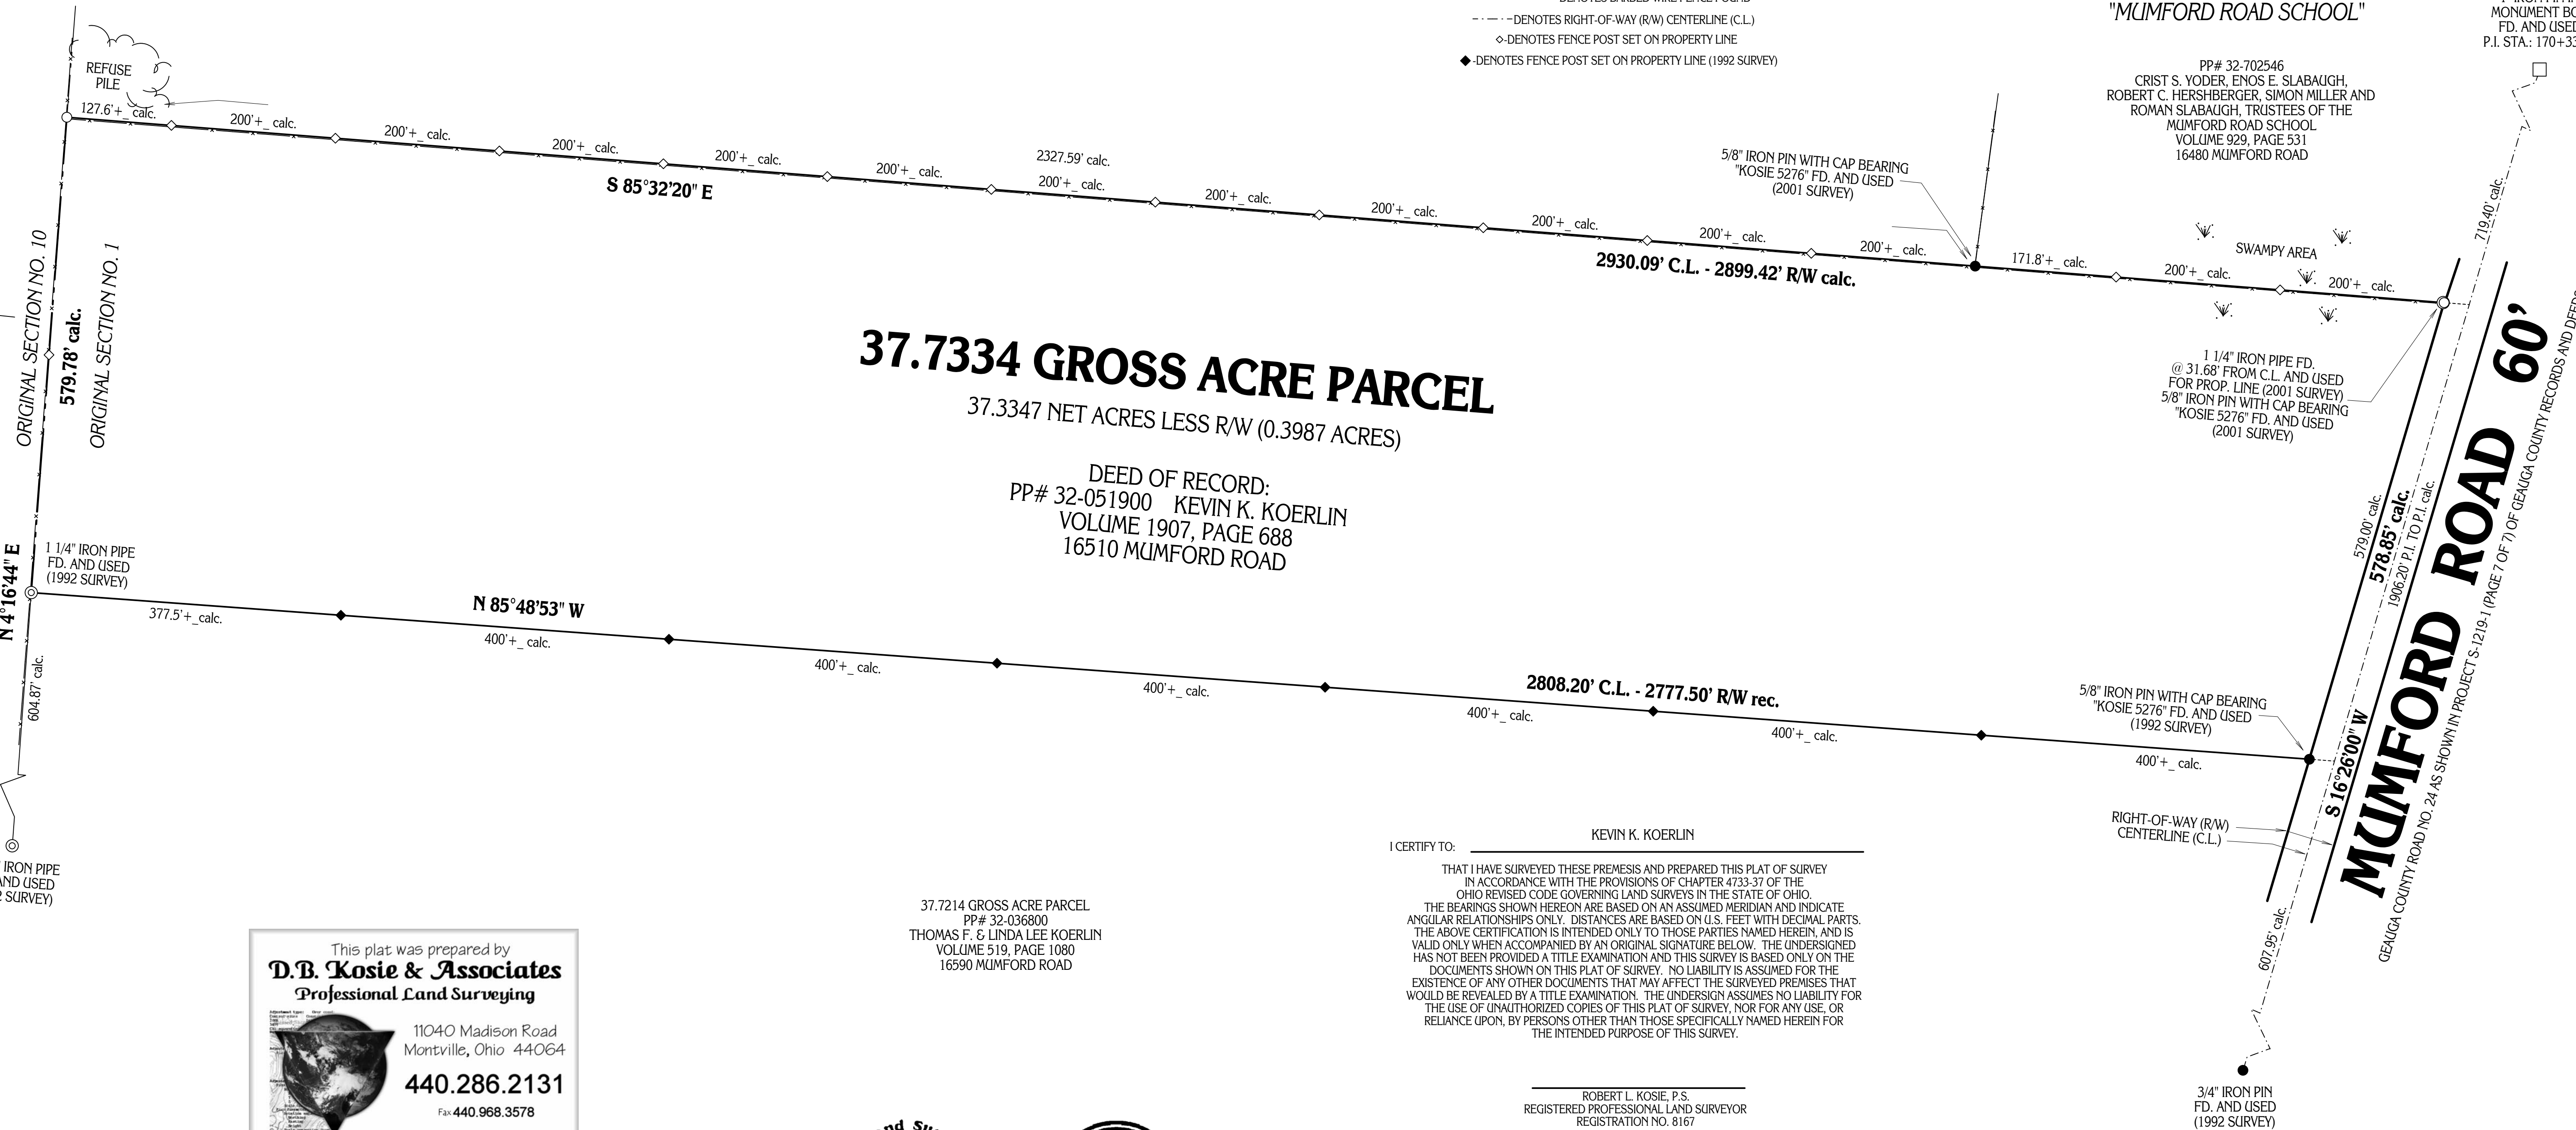 -DENOTES RIGHT-OF-WAY (R/W) CENTERLINE (C.L.)
-DENOTES FENCE POST SET ON PROPERTY LINE
-DENOTES FENCE POST SET ON PROPERTY LINE (1992 SURVEY)
"MUMFORD ROAD SCHOOL"
PP# 32-702546
CRIST S. YODER, ENOS E. SLABAUGH,
ROBERT C. HERSHBERGER, SIMON MILLER AND
ROMAN SLABAUGH, TRUSTEES OF THE
MUMFORD ROAD SCHOOL
VOLUME 929, PAGE 531
16480 MUMFORD ROAD
MONUMENT BO
FD. AND USED
P.I. STA.: 170+33
REFUSE
PILE
127.6'+_ calc.
200'+_ calc.
200'+_ calc.
200'+_ calc.
200'+_ calc.
200'+_ calc.
2327.59' calc.
200'+_ calc.
200'+_ calc.
200'+_ calc.
200'+_ calc.
200'+_ calc.
200'+_ calc.
171.8'+_ calc.
200'+_ calc.
200'+_ calc.
S 85°32'20" E
2930.09' C.L. - 2899.42' R/W calc.
5/8" IRON PIN WITH CAP BEARING
"KOSIE 5276" FD. AND USED
(2001 SURVEY)
SWAMPY AREA
719.40' calc.
ORIGINAL SECTION NO. 10
579.78' calc.
ORIGINAL SECTION NO. 1
37.7334 GROSS ACRE PARCEL
37.3347 NET ACRES LESS R/W (0.3987 ACRES)
DEED OF RECORD:
PP# 32-051900 KEVIN K. KOERLIN
VOLUME 1907, PAGE 688
16510 MUMFORD ROAD
1 1/4" IRON PIPE FD.
@ 31.68' FROM C.L. AND USED
FOR PROP. LINE (2001 SURVEY)
5/8" IRON PIN WITH CAP BEARING
"KOSIE 5276" FD. AND USED
(2001 SURVEY)
579.00' calc.
578.85' calc.
1906.20' P.I. TO P.I. calc.
S 16°26'00" W
MUMFORD ROAD 60'
GEAUGA COUNTY ROAD NO. 24 AS SHOWN IN PROJECT S-1219-1 (PAGE 7 OF 7) OF GEAUGA COUNTY RECORDS AND DEEDS
N 4°16'44" E
1 1/4" IRON PIPE
FD. AND USED
(1992 SURVEY)
604.87' calc.
377.5'+_calc.
N 85°48'53" W
400'+_ calc.
400'+_ calc.
400'+_ calc.
400'+_ calc.
400'+_ calc.
400'+_ calc.
2808.20' C.L. - 2777.50' R/W rec.
5/8" IRON PIN WITH CAP BEARING
"KOSIE 5276" FD. AND USED
(1992 SURVEY)
RIGHT-OF-WAY (R/W)
CENTERLINE (C.L.)
607.95' calc.
3/4" IRON PIN
FD. AND USED
(1992 SURVEY)
IRON PIPE
AND USED
SURVEY)
37.7214 GROSS ACRE PARCEL
PP# 32-036800
THOMAS F. & LINDA LEE KOERLIN
VOLUME 519, PAGE 1080
16590 MUMFORD ROAD
KEVIN K. KOERLIN
I CERTIFY TO:
THAT I HAVE SURVEYED THESE PREMESIS AND PREPARED THIS PLAT OF SURVEY
IN ACCORDANCE WITH THE PROVISIONS OF CHAPTER 4733-37 OF THE
OHIO REVISED CODE GOVERNING LAND SURVEYS IN THE STATE OF OHIO.
THE BEARINGS SHOWN HEREON ARE BASED ON AN ASSUMED MERIDIAN AND INDICATE
ANGULAR RELATIONSHIPS ONLY. DISTANCES ARE BASED ON U.S. FEET WITH DECIMAL PARTS.
THE ABOVE CERTIFICATION IS INTENDED ONLY TO THOSE PARTIES NAMED HEREIN, AND IS
VALID ONLY WHEN ACCOMPANIED BY AN ORIGINAL SIGNATURE BELOW. THE UNDERSIGNED
HAS NOT BEEN PROVIDED A TITLE EXAMINATION AND THIS SURVEY IS BASED ONLY ON THE
DOCUMENTS SHOWN ON THIS PLAT OF SURVEY. NO LIABILITY IS ASSUMED FOR THE
EXISTENCE OF ANY OTHER DOCUMENTS THAT MAY AFFECT THE SURVEYED PREMISES THAT
WOULD BE REVEALED BY A TITLE EXAMINATION. THE UNDERSIGN ASSUMES NO LIABILITY FOR
THE USE OF UNAUTHORIZED COPIES OF THIS PLAT OF SURVEY, NOR FOR ANY USE, OR
RELIANCE UPON, BY PERSONS OTHER THAN THOSE SPECIFICALLY NAMED HEREIN FOR
THE INTENDED PURPOSE OF THIS SURVEY.
ROBERT L. KOSIE, P.S.
REGISTERED PROFESSIONAL LAND SURVEYOR
REGISTRATION NO. 8167
This plat was prepared by
D.B. Kosie & Associates
Professional Land Surveying
11040 Madison Road
Montville, Ohio 44064
440.286.2131
Fax 440.968.3578